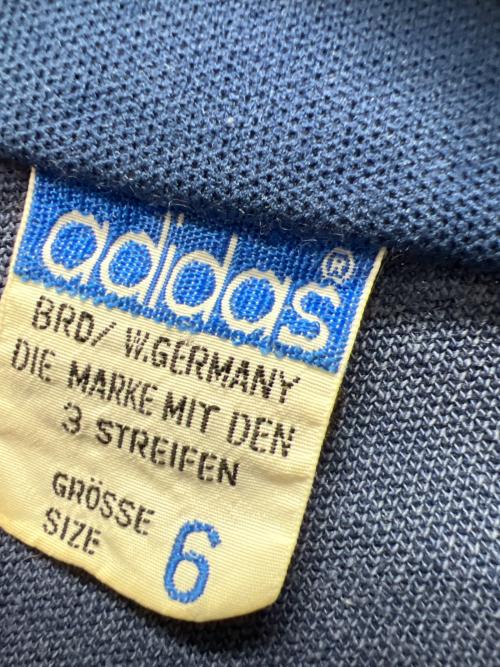 adidas®
BRD/ W.GERMANY
DIE MARKE MIT DEN
3 STREIFEN
GRÖSSE
SIZE 6